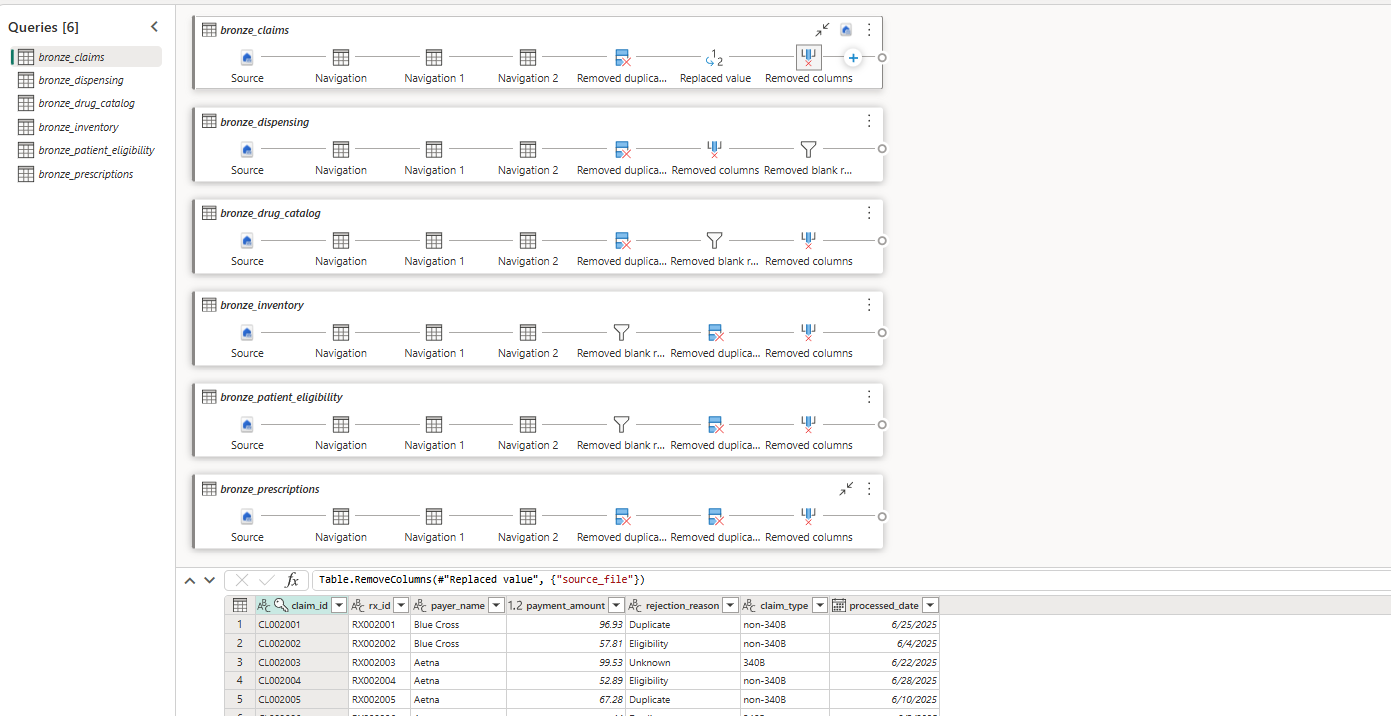 Queries [6]
bronze_claims
bronze_dispensing
bronze_drug_catalog
bronze_inventory
bronze_patient_eligibility
bronze_prescriptions
bronze_claims
Source Navigation Navigation 1 Navigation 2 Removed duplica... Replaced value Removed columns
bronze_dispensing
Source Navigation Navigation 1 Navigation 2 Removed duplica... Removed columns Removed blank r...
bronze_drug_catalog
Source Navigation Navigation 1 Navigation 2 Removed duplica... Removed blank r... Removed columns
bronze_inventory
Source Navigation Navigation 1 Navigation 2 Removed blank r... Removed duplica... Removed columns
bronze_patient_eligibility
Source Navigation Navigation 1 Navigation 2 Removed blank r... Removed duplica... Removed columns
bronze_prescriptions
Source Navigation Navigation 1 Navigation 2 Removed duplica... Removed duplica... Removed columns
fx Table.RemoveColumns(#"Replaced value", {"source_file"})
claim_id rx_id payer_name 1.2 payment_amount rejection_reason claim_type processed_date
1 CL002001 RX002001 Blue Cross 96.93 Duplicate non-340B 6/25/2025
2 CL002002 RX002002 Blue Cross 57.81 Eligibility non-340B 6/4/2025
3 CL002003 RX002003 Aetna 99.53 Unknown 340B 6/22/2025
4 CL002004 RX002004 Aetna 52.89 Eligibility non-340B 6/28/2025
5 CL002005 RX002005 Aetna 67.28 Duplicate non-340B 6/10/2025